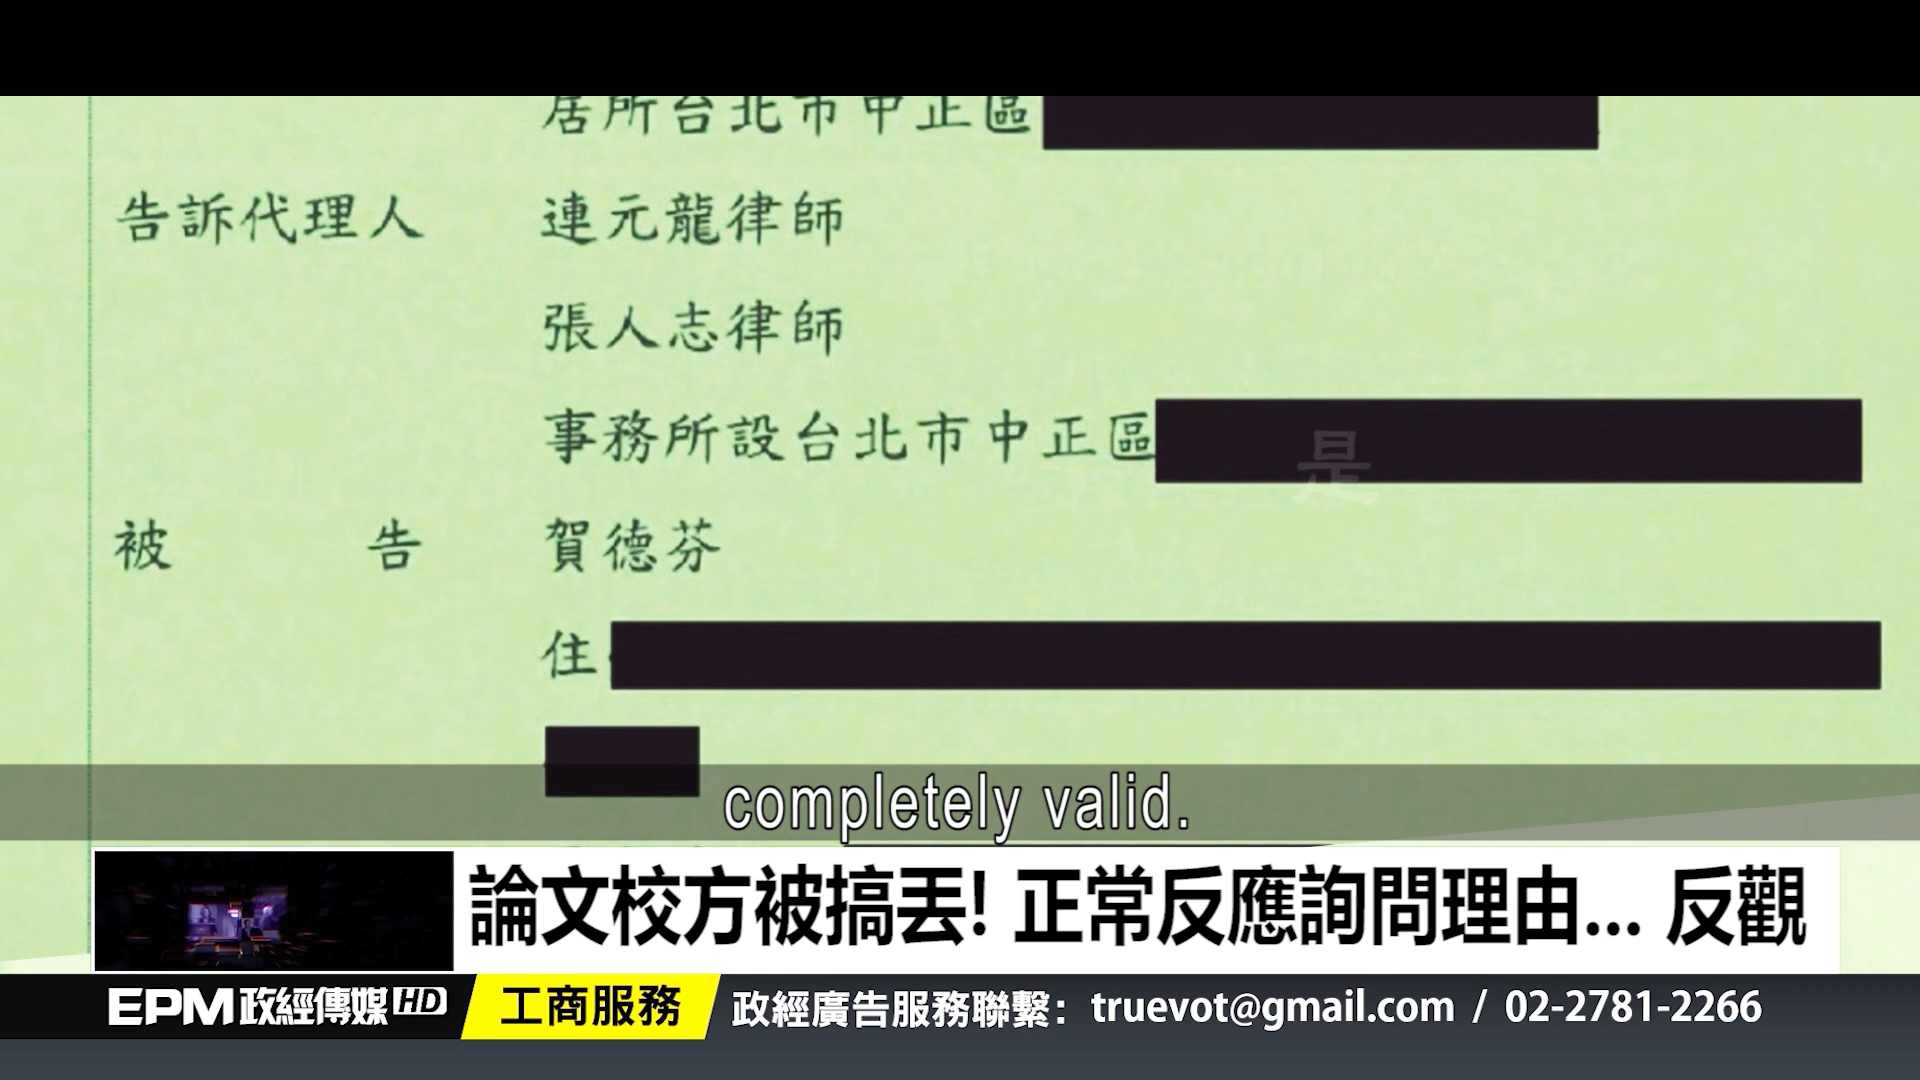 居所台北市中正區
告訴代理人 連元龍律師
張人志律師
事務所設台北市中正區
是
被 告 賀德芬
住
completely valid.
論文校方被搞丟! 正常反應詢問理由... 反觀
EPM政經傳媒HD 工商服務 政經廣告服務聯繫：truevot@gmail.com / 02-2781-2266